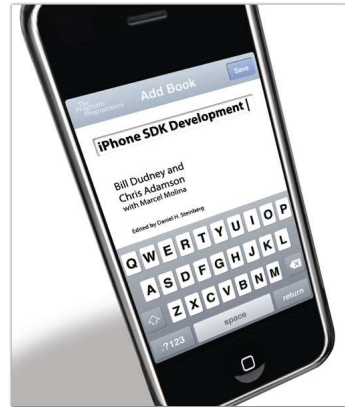 The
Pragmatic
Programmers
Add Book
Save
iPhone SDK Development
Bill Dudney and
Chris Adamson
with Marcel Molina
Edited by Daniel H. Steinberg
Q W E R T Y U I O P
A S D F G H J K L
Z X C V B N M
.?123
space
return